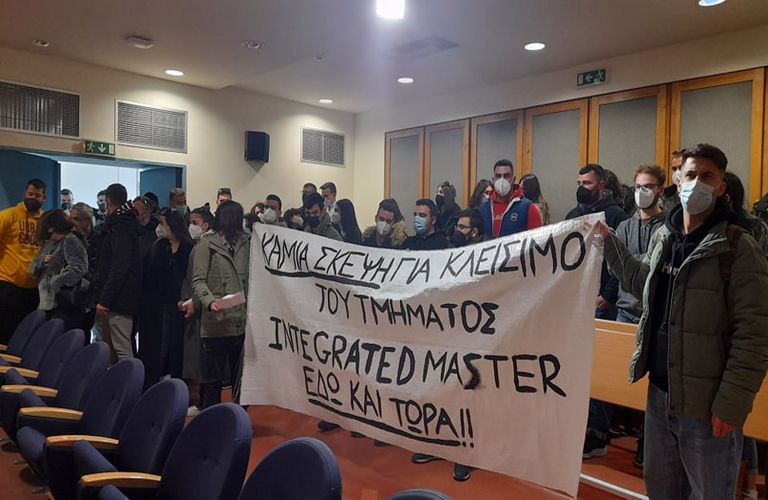 ΚΑΜΙΑ ΣΚΕΨΗ ΓΙΑ ΚΛΕΙΣΙΜΟ
ΤΟΥ ΤΜΗΜΑΤΟΣ
INTEGRATED MASTER
ΕΔΩ ΚΑΙ ΤΩΡΑ!!